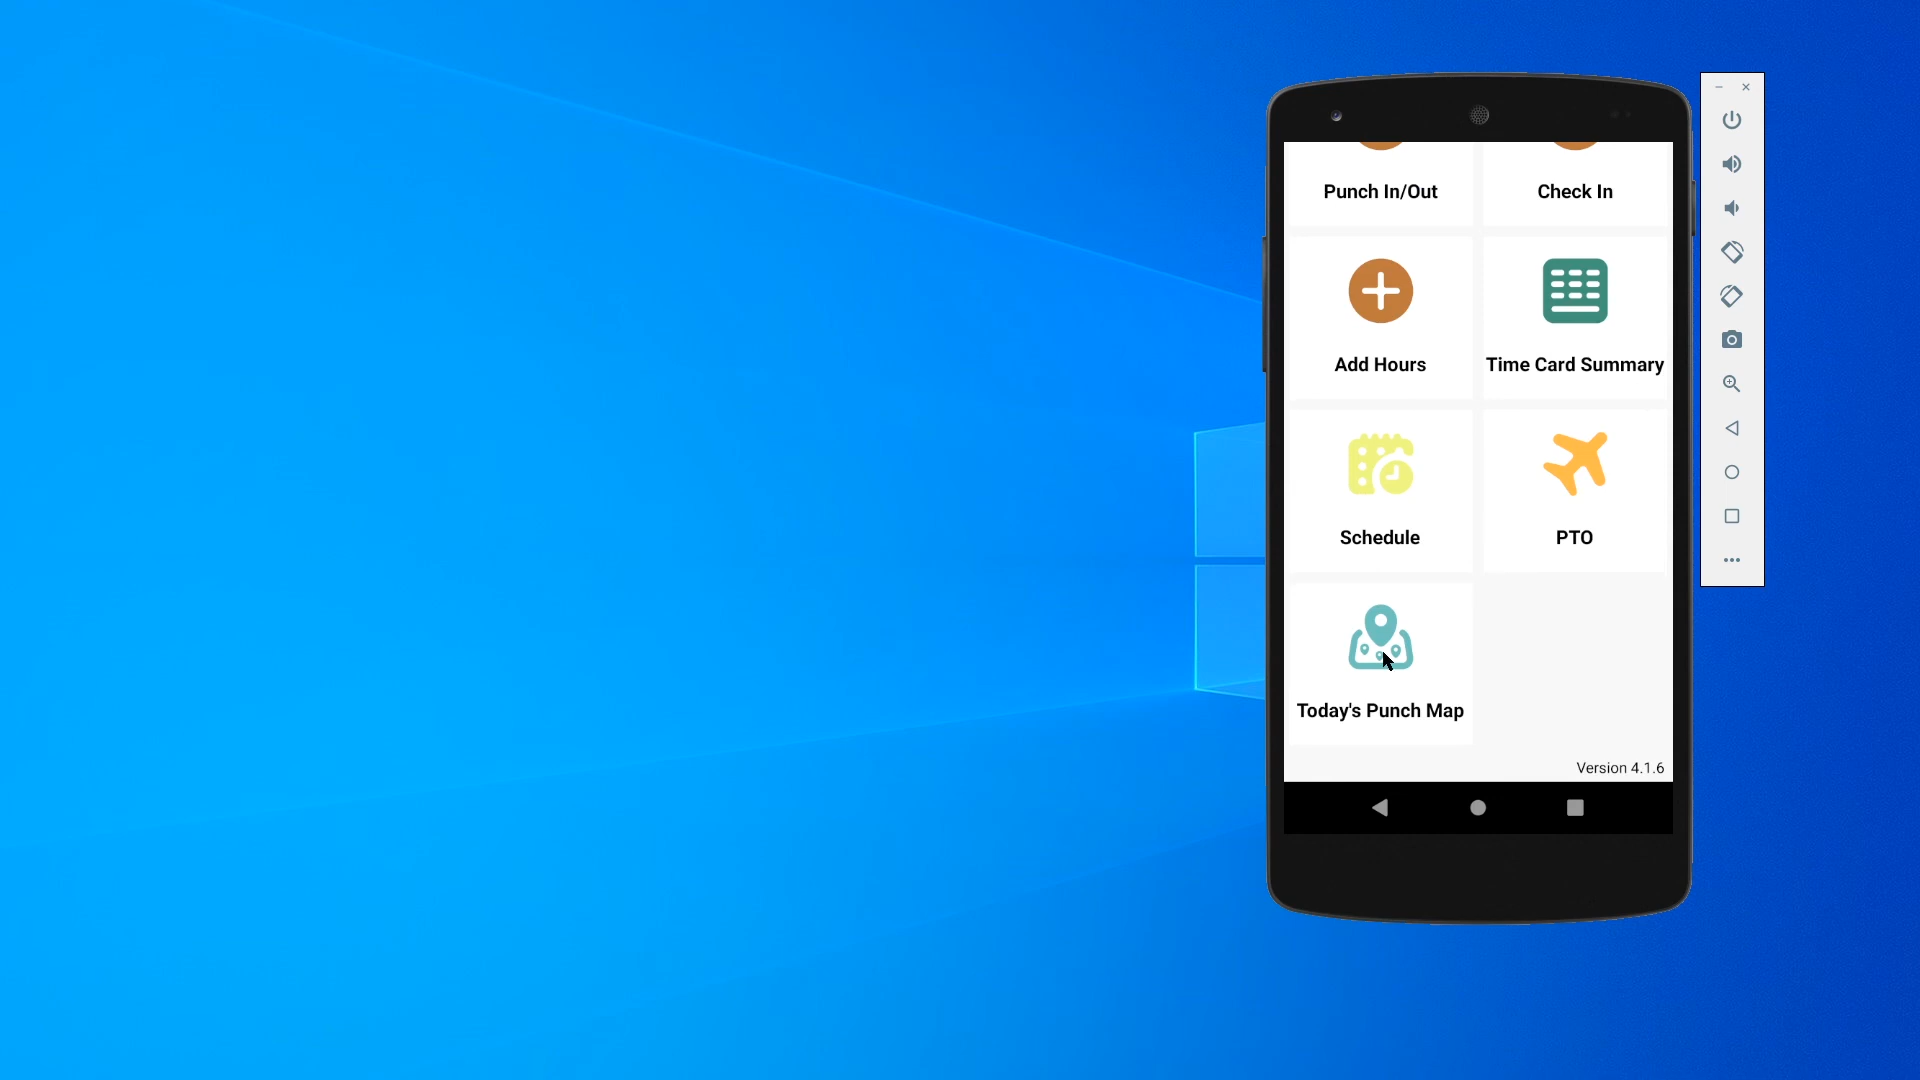 Punch In/Out
Check In
Add Hours
Time Card Summary
Schedule
PTO
Today's Punch Map
Version 4.1.6